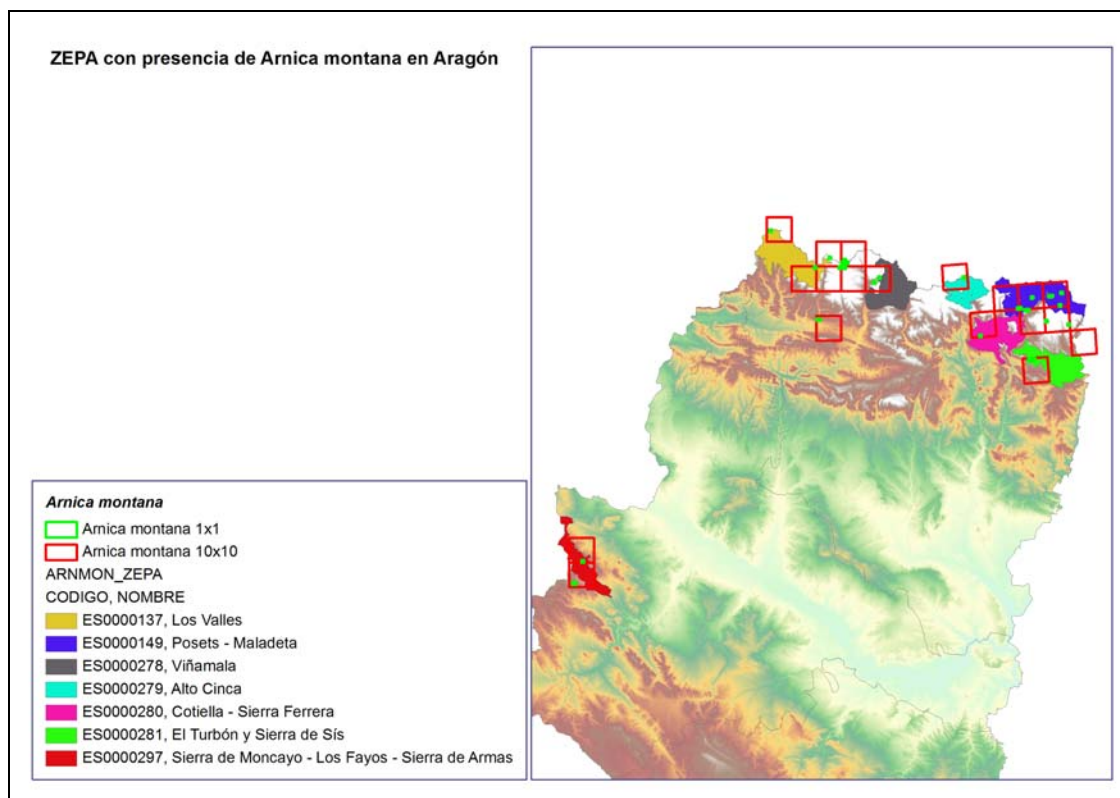 ZEPA con presencia de Arnica montana en Aragón
Arnica montana
Arnica montana 1x1
Arnica montana 10x10
ARNMON_ZEPA
CODIGO, NOMBRE
ES0000137, Los Valles
ES0000149, Posets - Maladeta
ES0000278, Viñamala
ES0000279, Alto Cinca
ES0000280, Cotiella - Sierra Ferrera
ES0000281, El Turbón y Sierra de Sís
ES0000297, Sierra de Moncayo - Los Fayos - Sierra de Armas